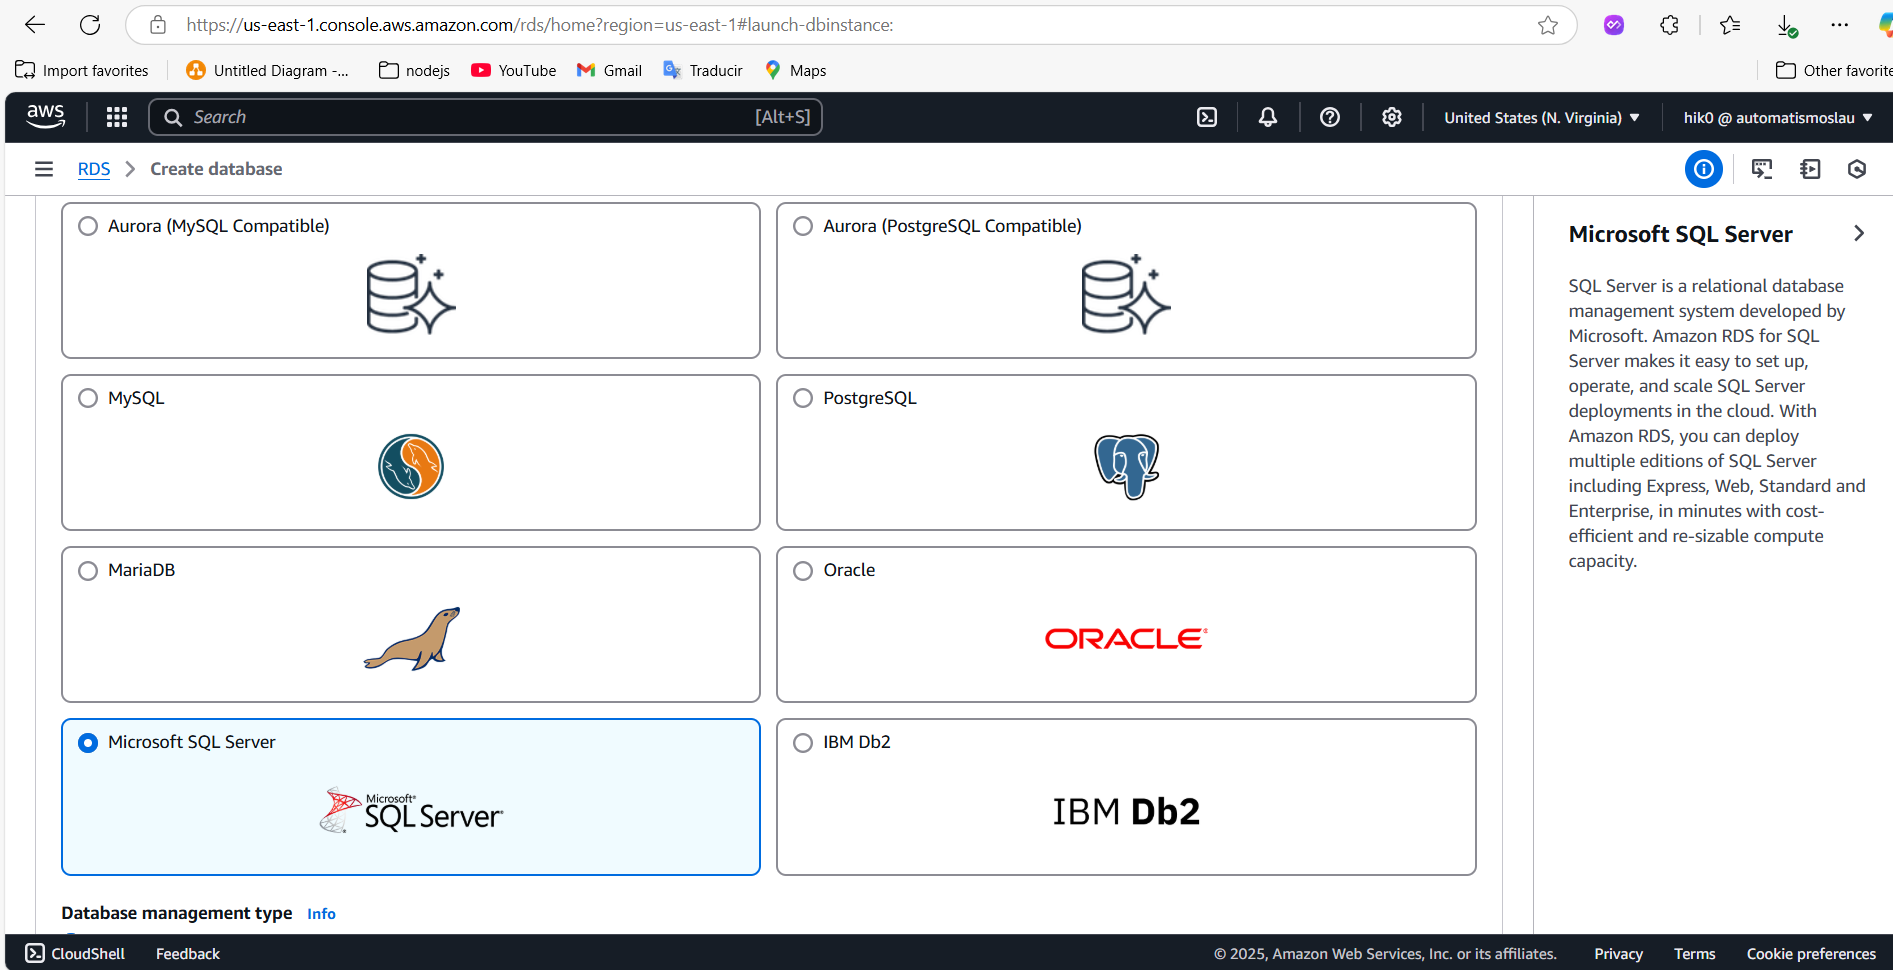 https://us-east-1.console.aws.amazon.com/rds/home?region=us-east-1#launch-dbinstance:
Import favorites
Untitled Diagram -...
nodejs
YouTube
Gmail
Traducir
Maps
Other favorite
aws
Search
[Alt+S]
United States (N. Virginia)
hik0 @ automatismoslau
RDS
Create database
Aurora (MySQL Compatible)
Aurora (PostgreSQL Compatible)
MySQL
PostgreSQL
MariaDB
Oracle
ORACLE®
Microsoft SQL Server
Microsoft®
SQL Server®
IBM Db2
IBM Db2
Database management type
Info
Microsoft SQL Server
SQL Server is a relational database
management system developed by
Microsoft. Amazon RDS for SQL
Server makes it easy to set up,
operate, and scale SQL Server
deployments in the cloud. With
Amazon RDS, you can deploy
multiple editions of SQL Server
including Express, Web, Standard and
Enterprise, in minutes with cost-
efficient and re-sizable compute
capacity.
CloudShell
Feedback
© 2025, Amazon Web Services, Inc. or its affiliates.
Privacy
Terms
Cookie preferences